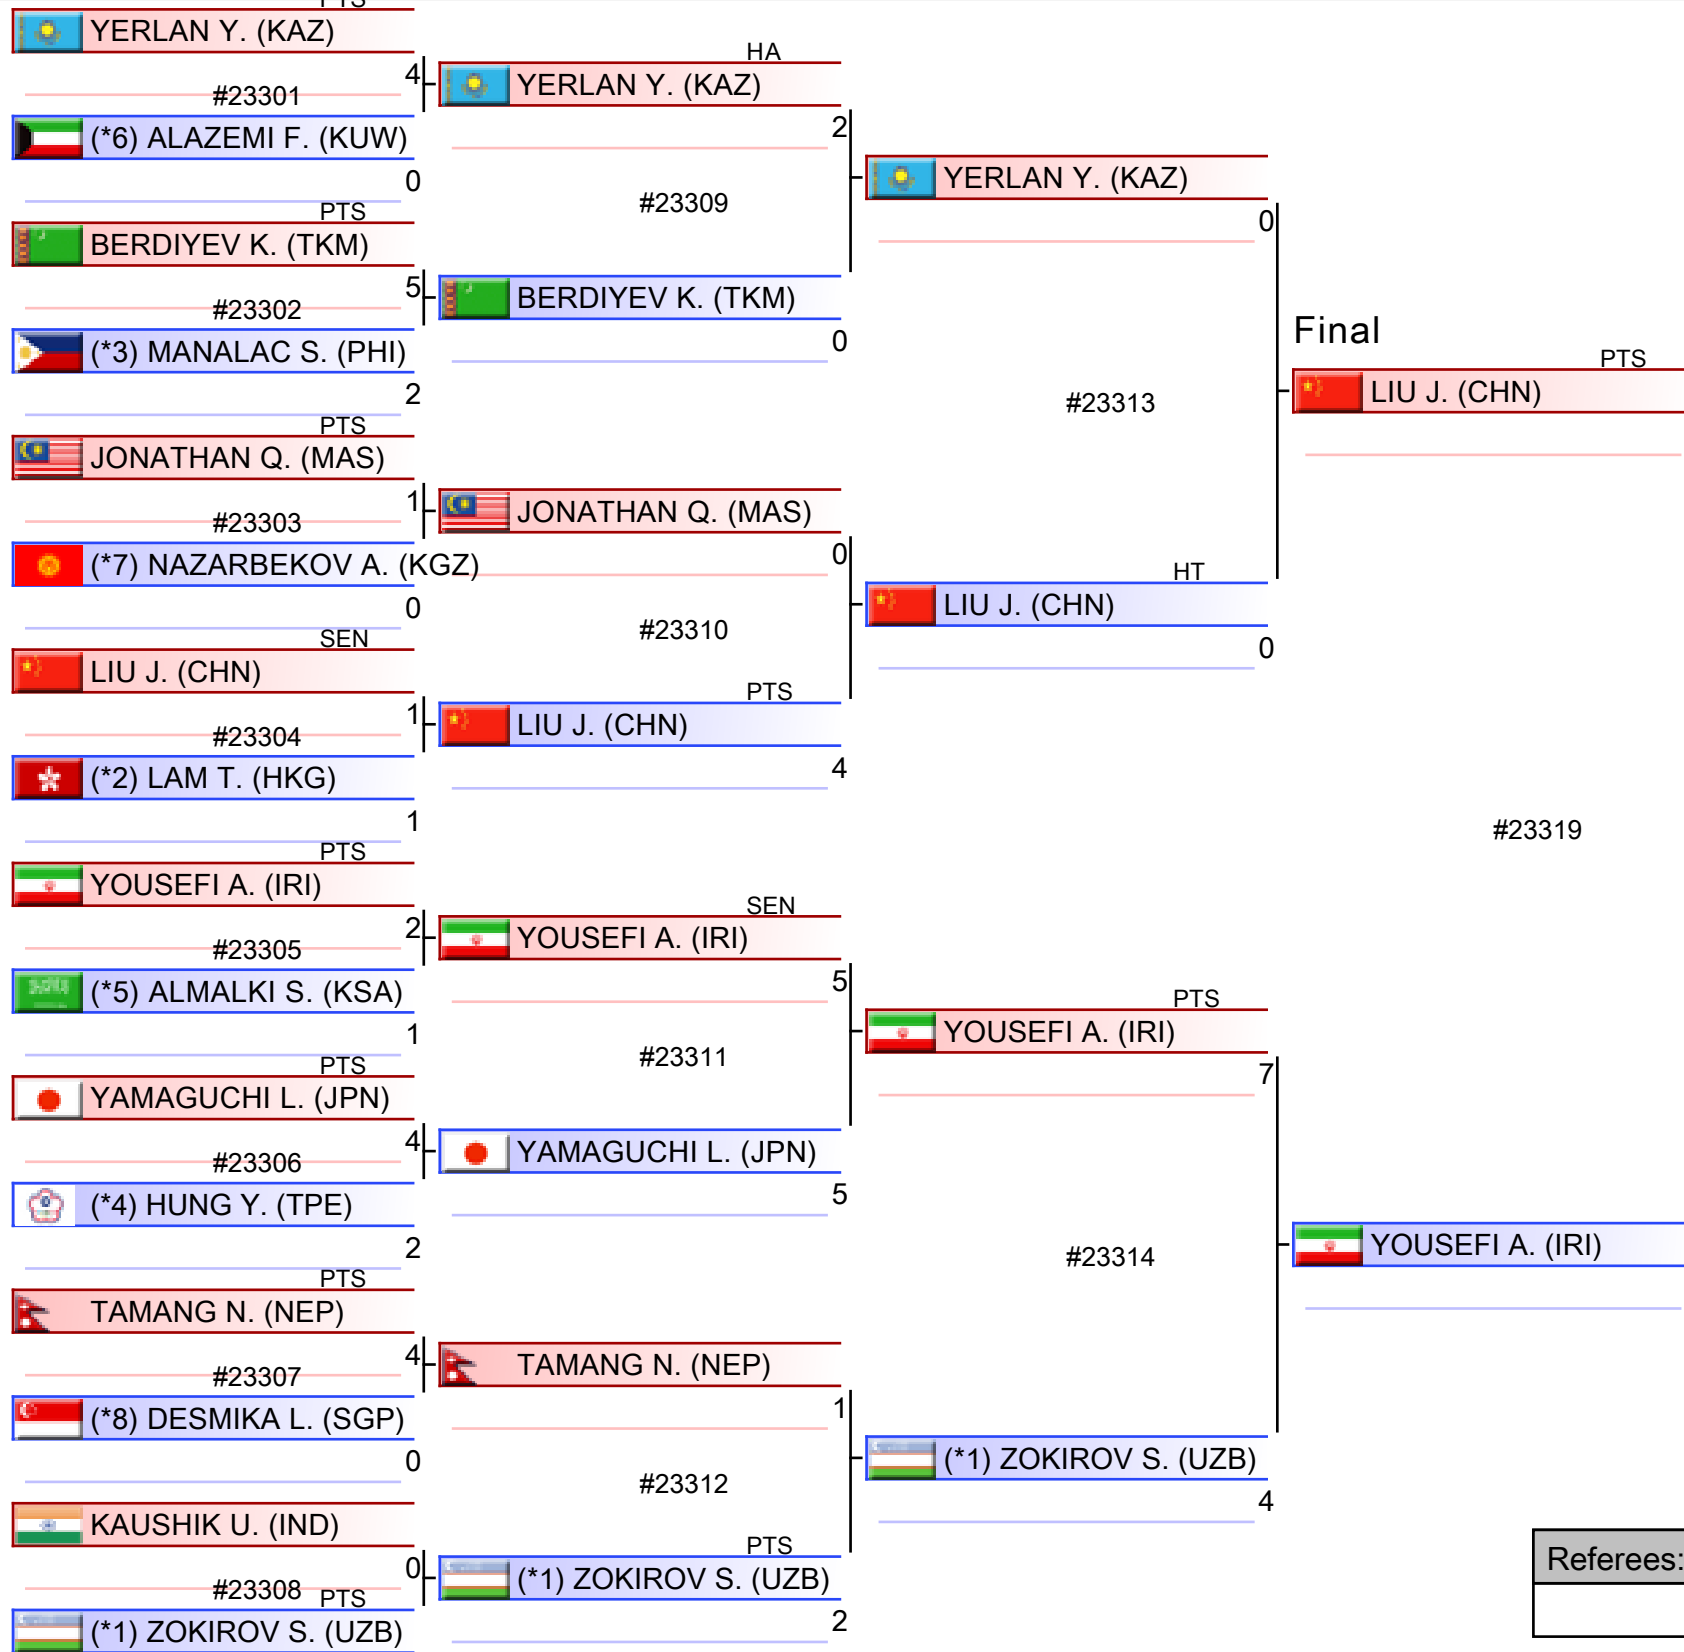 PTS
YERLAN Y. (KAZ)
4
#23301
(*6) ALAZEMI F. (KUW)
0
PTS
BERDIYEV K. (TKM)
5
#23302
(*3) MANALAC S. (PHI)
2
PTS
JONATHAN Q. (MAS)
1
#23303
(*7) NAZARBEKOV A. (KGZ)
0
SEN
LIU J. (CHN)
1
#23304
(*2) LAM T. (HKG)
1
PTS
YOUSEFI A. (IRI)
2
#23305
(*5) ALMALKI S. (KSA)
1
PTS
YAMAGUCHI L. (JPN)
4
#23306
(*4) HUNG Y. (TPE)
2
PTS
TAMANG N. (NEP)
4
#23307
(*8) DESMIKA L. (SGP)
0
KAUSHIK U. (IND)
0
#23308
PTS
(*1) ZOKIROV S. (UZB)
HA
YERLAN Y. (KAZ)
2
#23309
BERDIYEV K. (TKM)
0
JONATHAN Q. (MAS)
0
#23310
PTS
LIU J. (CHN)
4
SEN
YOUSEFI A. (IRI)
5
#23311
YAMAGUCHI L. (JPN)
5
TAMANG N. (NEP)
1
#23312
PTS
(*1) ZOKIROV S. (UZB)
2
YERLAN Y. (KAZ)
0
#23313
HT
LIU J. (CHN)
0
PTS
YOUSEFI A. (IRI)
7
#23314
(*1) ZOKIROV S. (UZB)
4
Final
PTS
LIU J. (CHN)
#23319
YOUSEFI A. (IRI)
Referees: